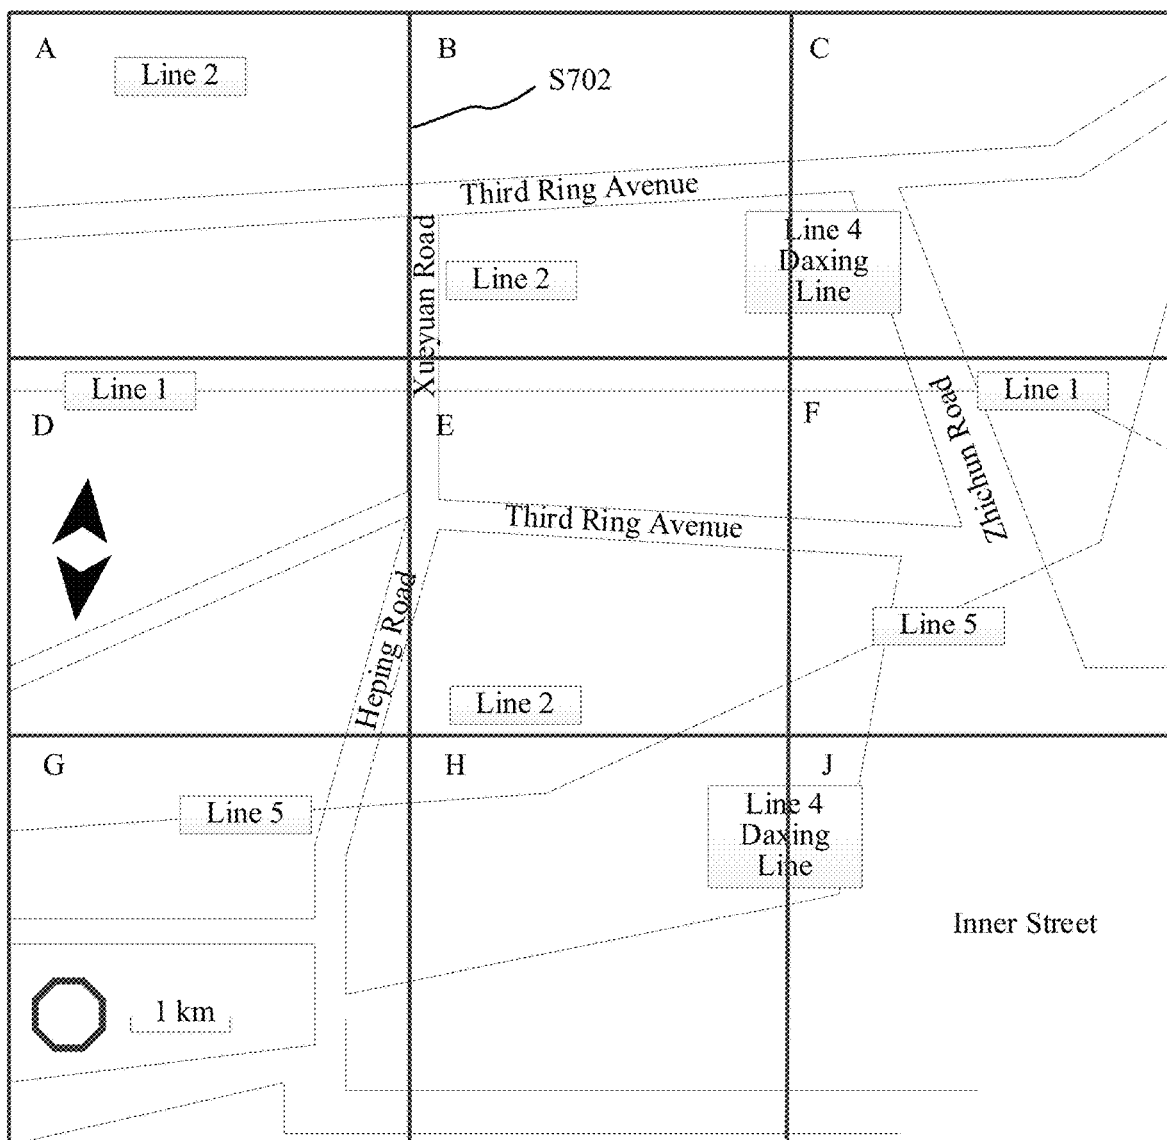 A
Line 2
B
S702
C
Third Ring Avenue
Xueyuan Road
Line 2
Line 4
Daxing
Line
D
Line 1
E
F
Line 1
Zhichun Road
Third Ring Avenue
Heping Road
Line 5
Line 2
G
Line 5
H
J
Line 4
Daxing
Line
Inner Street
1 km